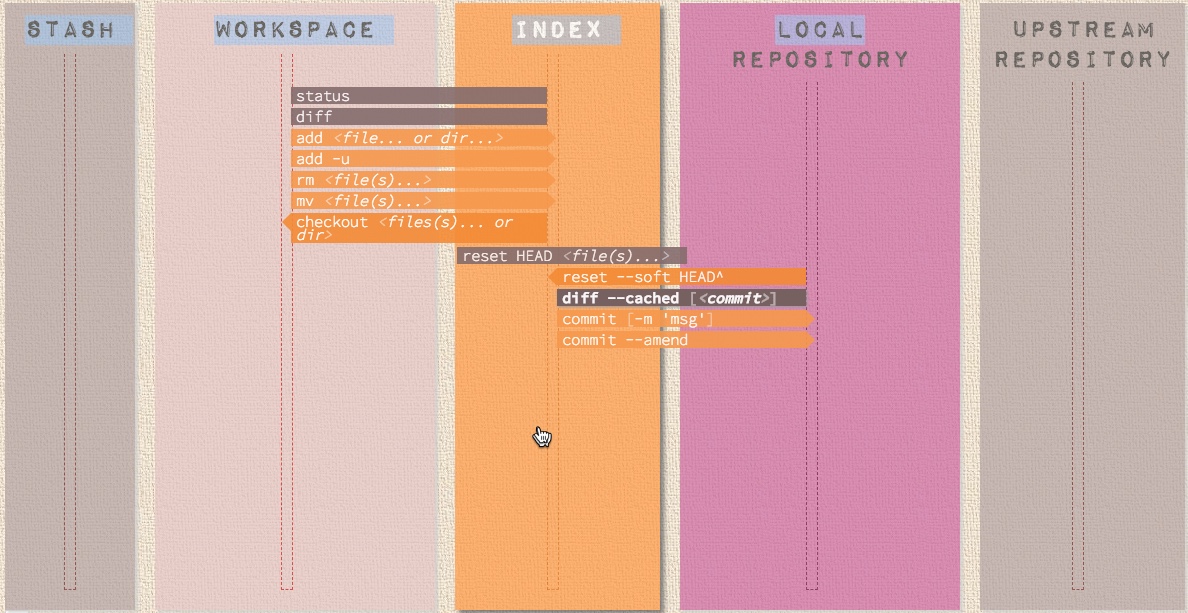 STASH
WORKSPACE
INDEX
LOCAL
REPOSITORY
UPSTREAM
REPOSITORY
status
diff
add <file... or dir...>
add -u
rm <file(s)...>
mv <file(s)...>
checkout <files(s)... or
dir>
reset HEAD <file(s)...>
reset --soft HEAD^
diff --cached [<commit>]
commit [-m 'msg']
commit --amend